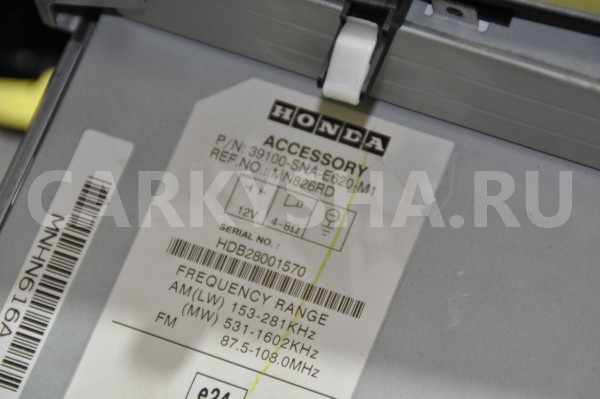 HONDA
ACCESSORY
P/N: 39100-SNA-E620-M1
REF.NO.: MN826RD
12V 4-8Ω
SERIAL NO.:
HDB28001570
FREQUENCY RANGE
AM(LW) 153-281KHz
(MW) 531-1602KHz
FM 87.5-108.0MHz
e24
MNHN616A
CARKYSHA.RU